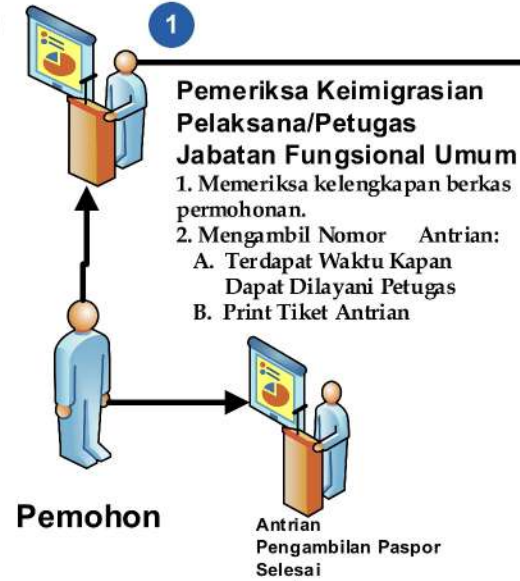 1
Pemeriksa Keimigrasian
Pelaksana/Petugas
Jabatan Fungsional Umum
1. Memeriksa kelengkapan berkas
permohonan.
2. Mengambil Nomor Antrian:
A. Terdapat Waktu Kapan
Dapat Dilayani Petugas
B. Print Tiket Antrian
Pemohon
Antrian
Pengambilan Paspor
Selesai